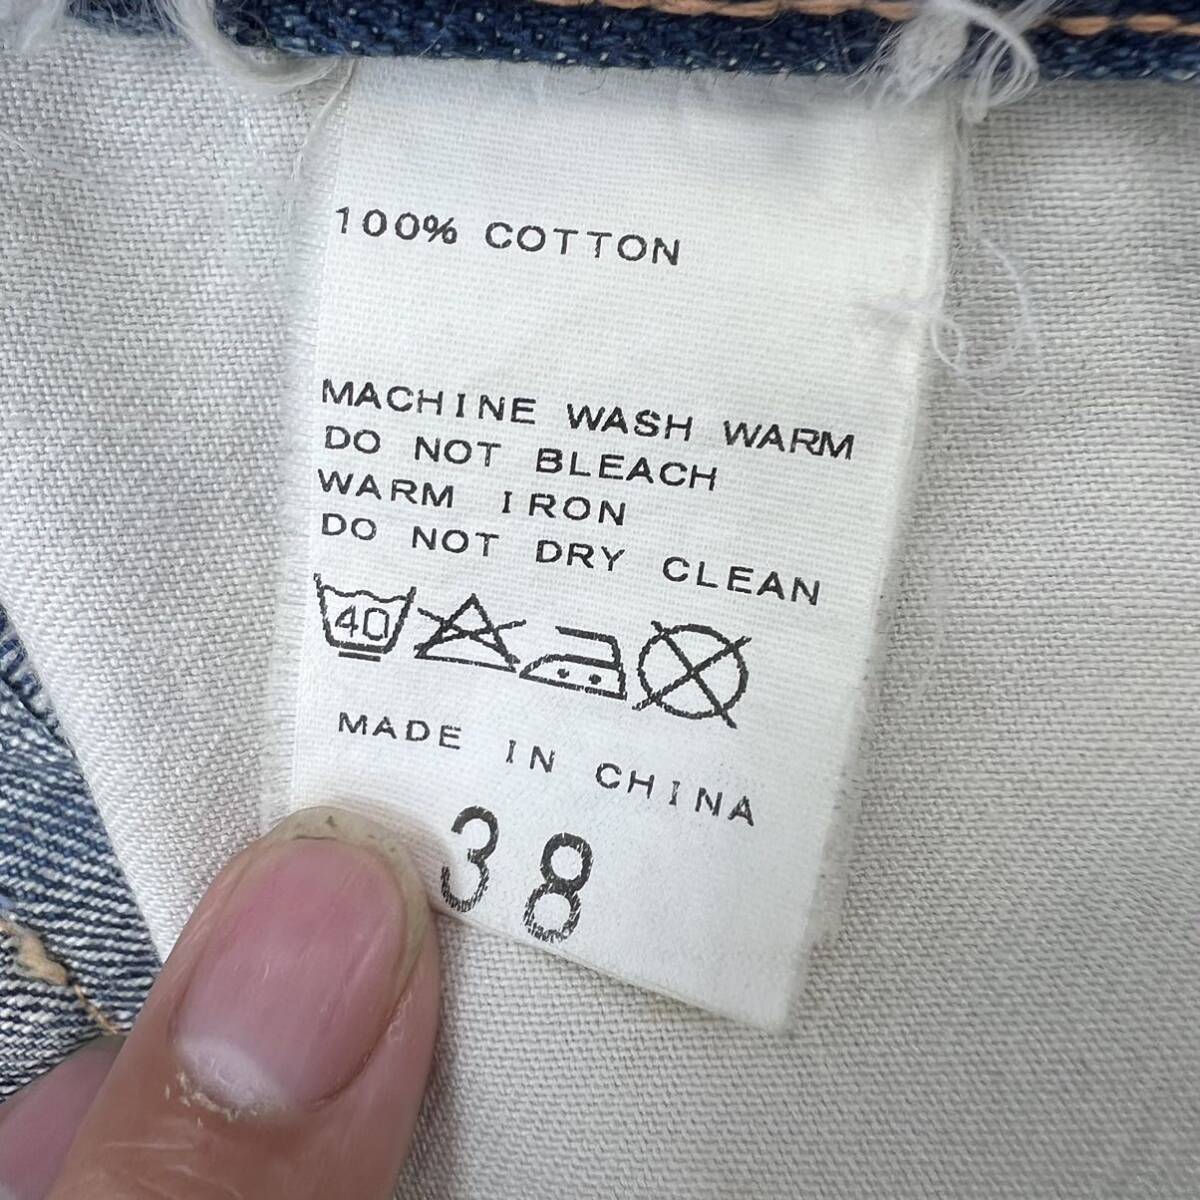 100% COTTON
MACHINE WASH WARM
DO NOT BLEACH
WARM IRON
DO NOT DRY CLEAN
40
MADE IN CHINA
38